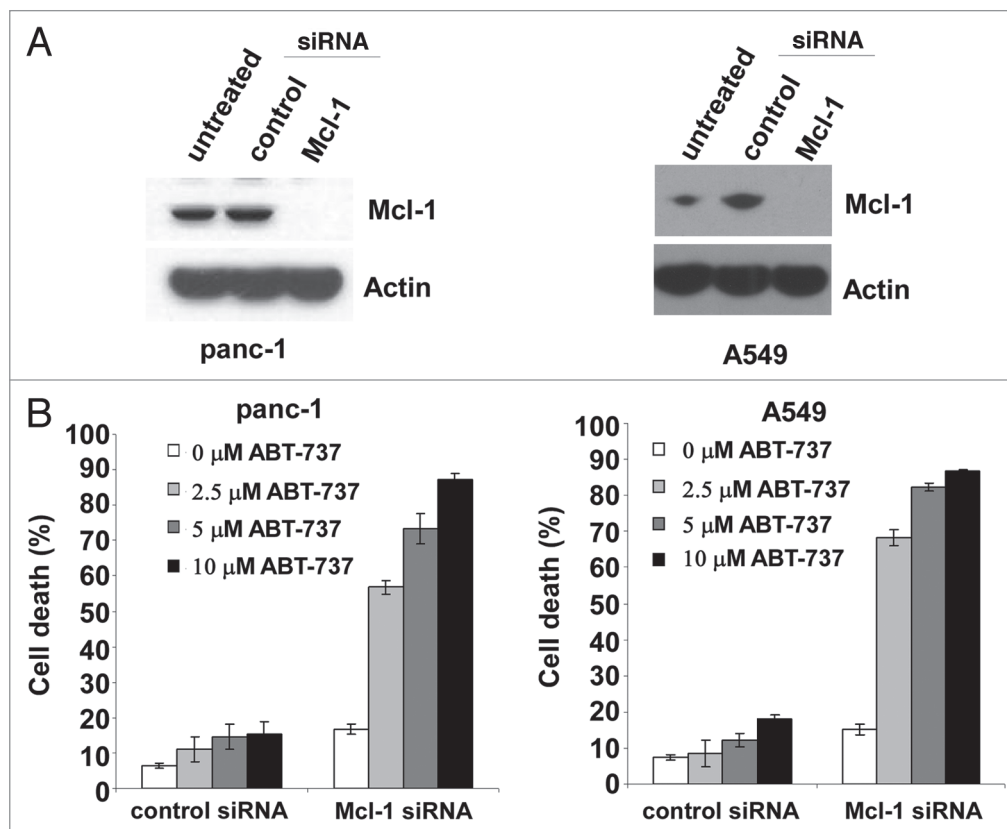 A
siRNA
untreated
control
Mcl-1
Mcl-1
Actin
panc-1
siRNA
untreated
control
Mcl-1
Mcl-1
Actin
A549
B
panc-1
100
90
80
70
60
50
40
30
20
10
0
Cell death (%)
0 μM ABT-737
2.5 μM ABT-737
5 μM ABT-737
10 μM ABT-737
control siRNA
Mcl-1 siRNA
A549
100
90
80
70
60
50
40
30
20
10
0
Cell death (%)
0 μM ABT-737
2.5 μM ABT-737
5 μM ABT-737
10 μM ABT-737
control siRNA
Mcl-1 siRNA